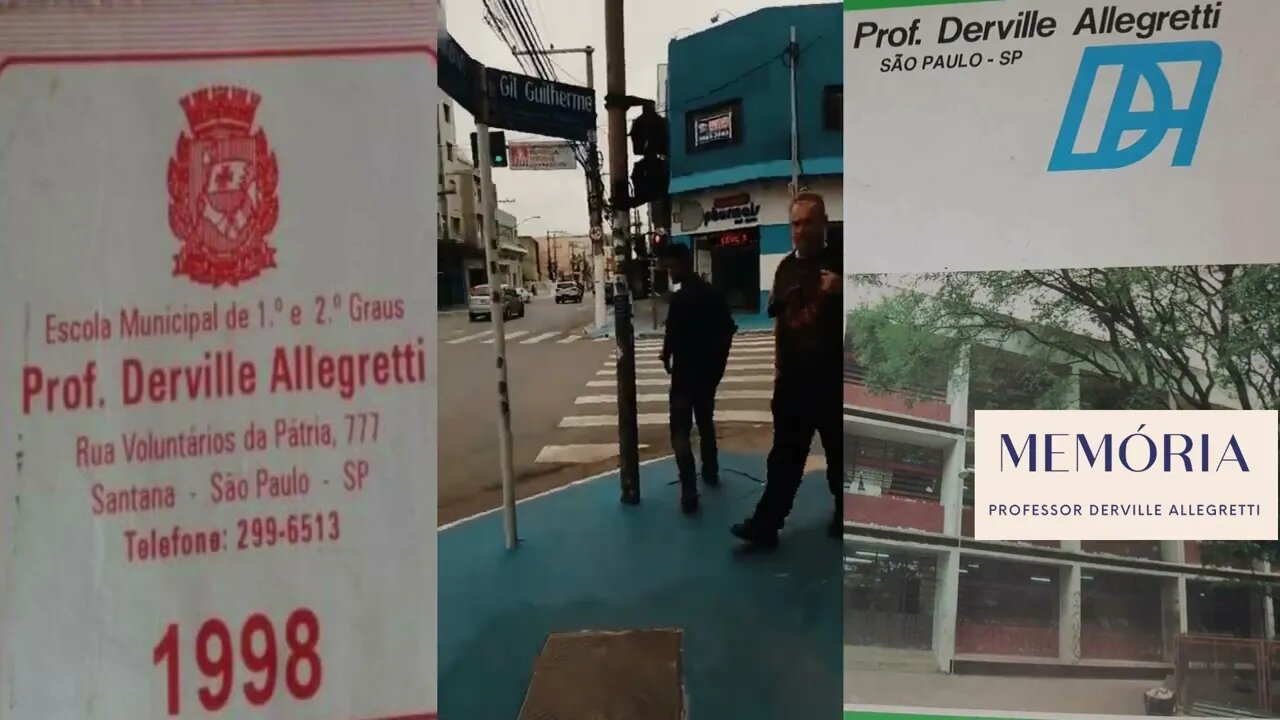 Escola Municipal de 1.º e 2.º Graus
Prof. Derville Allegretti
Rua Voluntários da Pátria, 777
Santana - São Paulo - SP
Telefone: 299-6513
1998
Gil Guilherme
pharmais
Prof. Derville Allegretti
SÃO PAULO - SP
DA
MEMÓRIA
PROFESSOR DERVILLE ALLEGRETTI